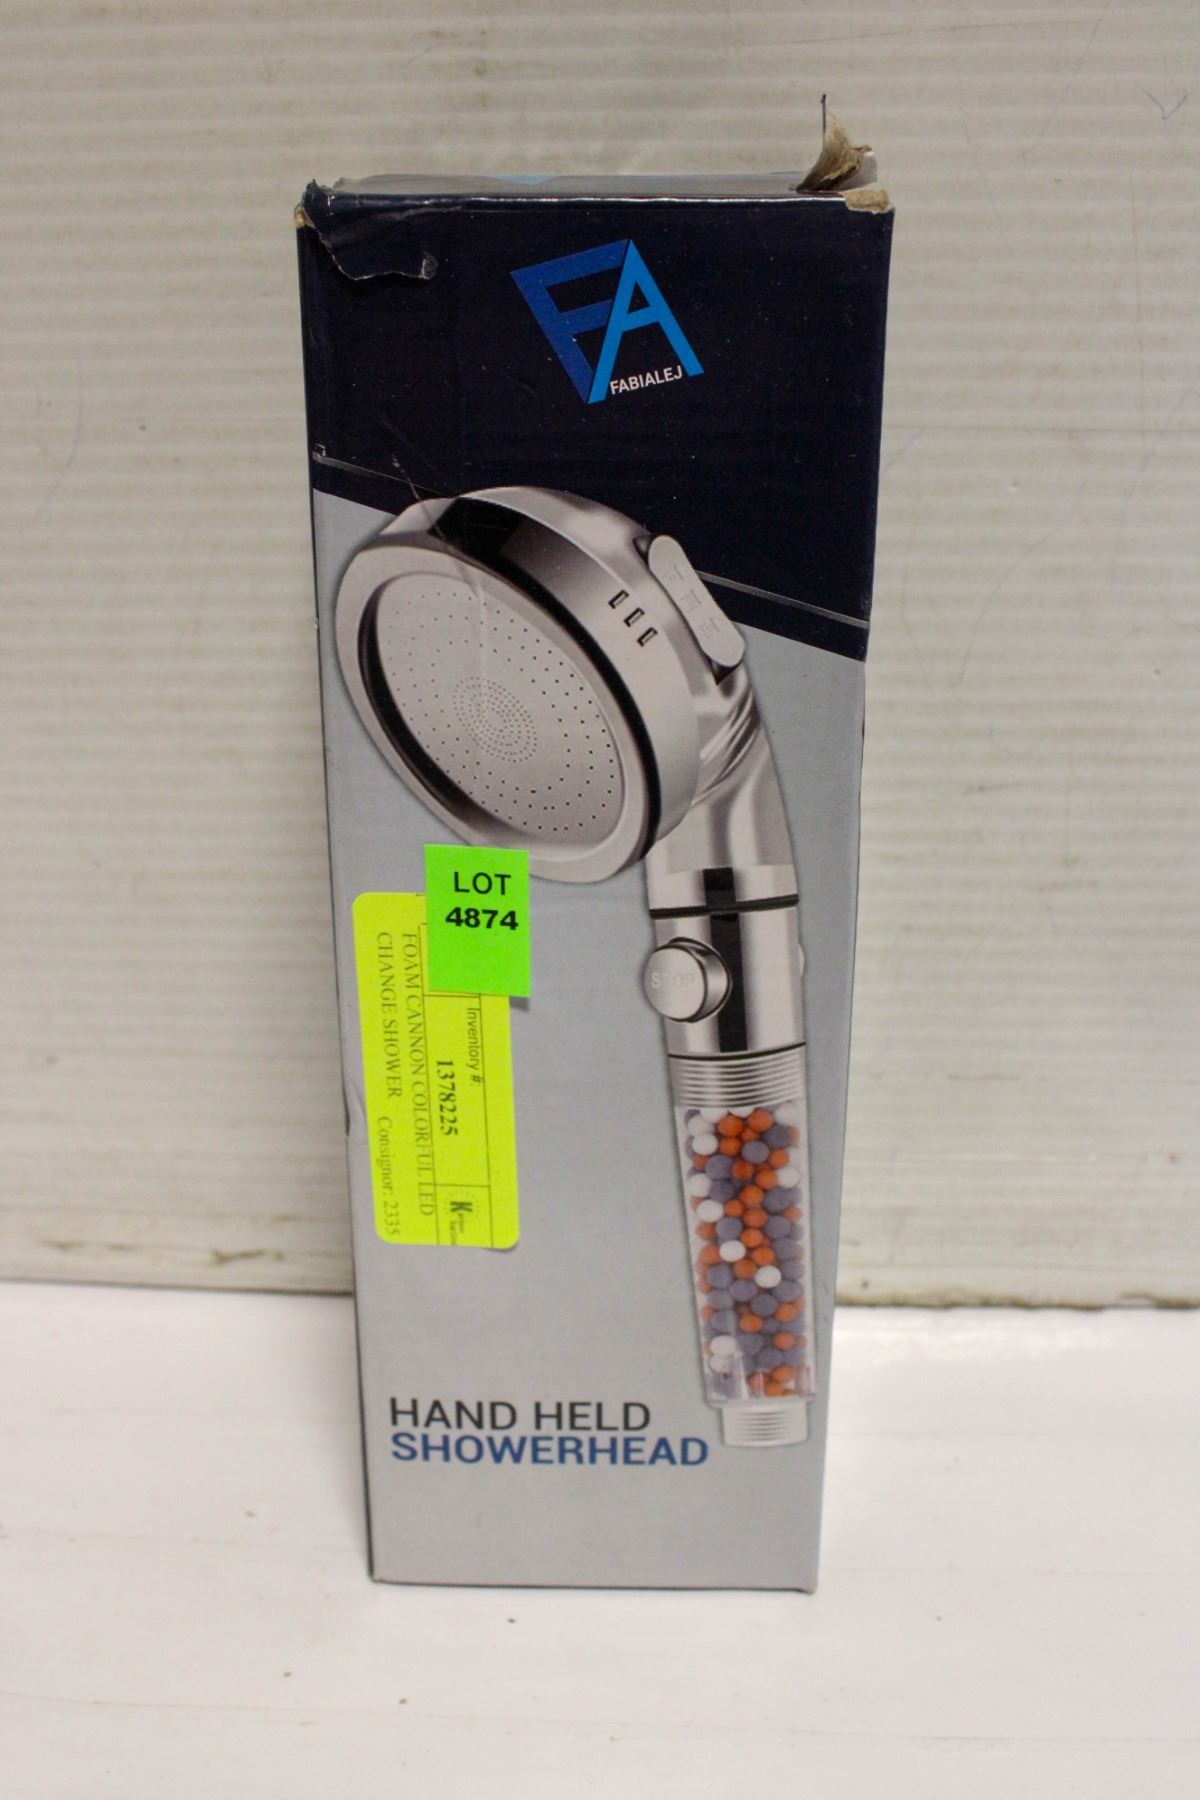 FA
FABIALEJ
STOP
LOT
4874
Inventory #:
1378225
FOAM CANNON COLORFUL LED
CHANGE SHOWER Consignor: 2335
HAND HELD
SHOWERHEAD